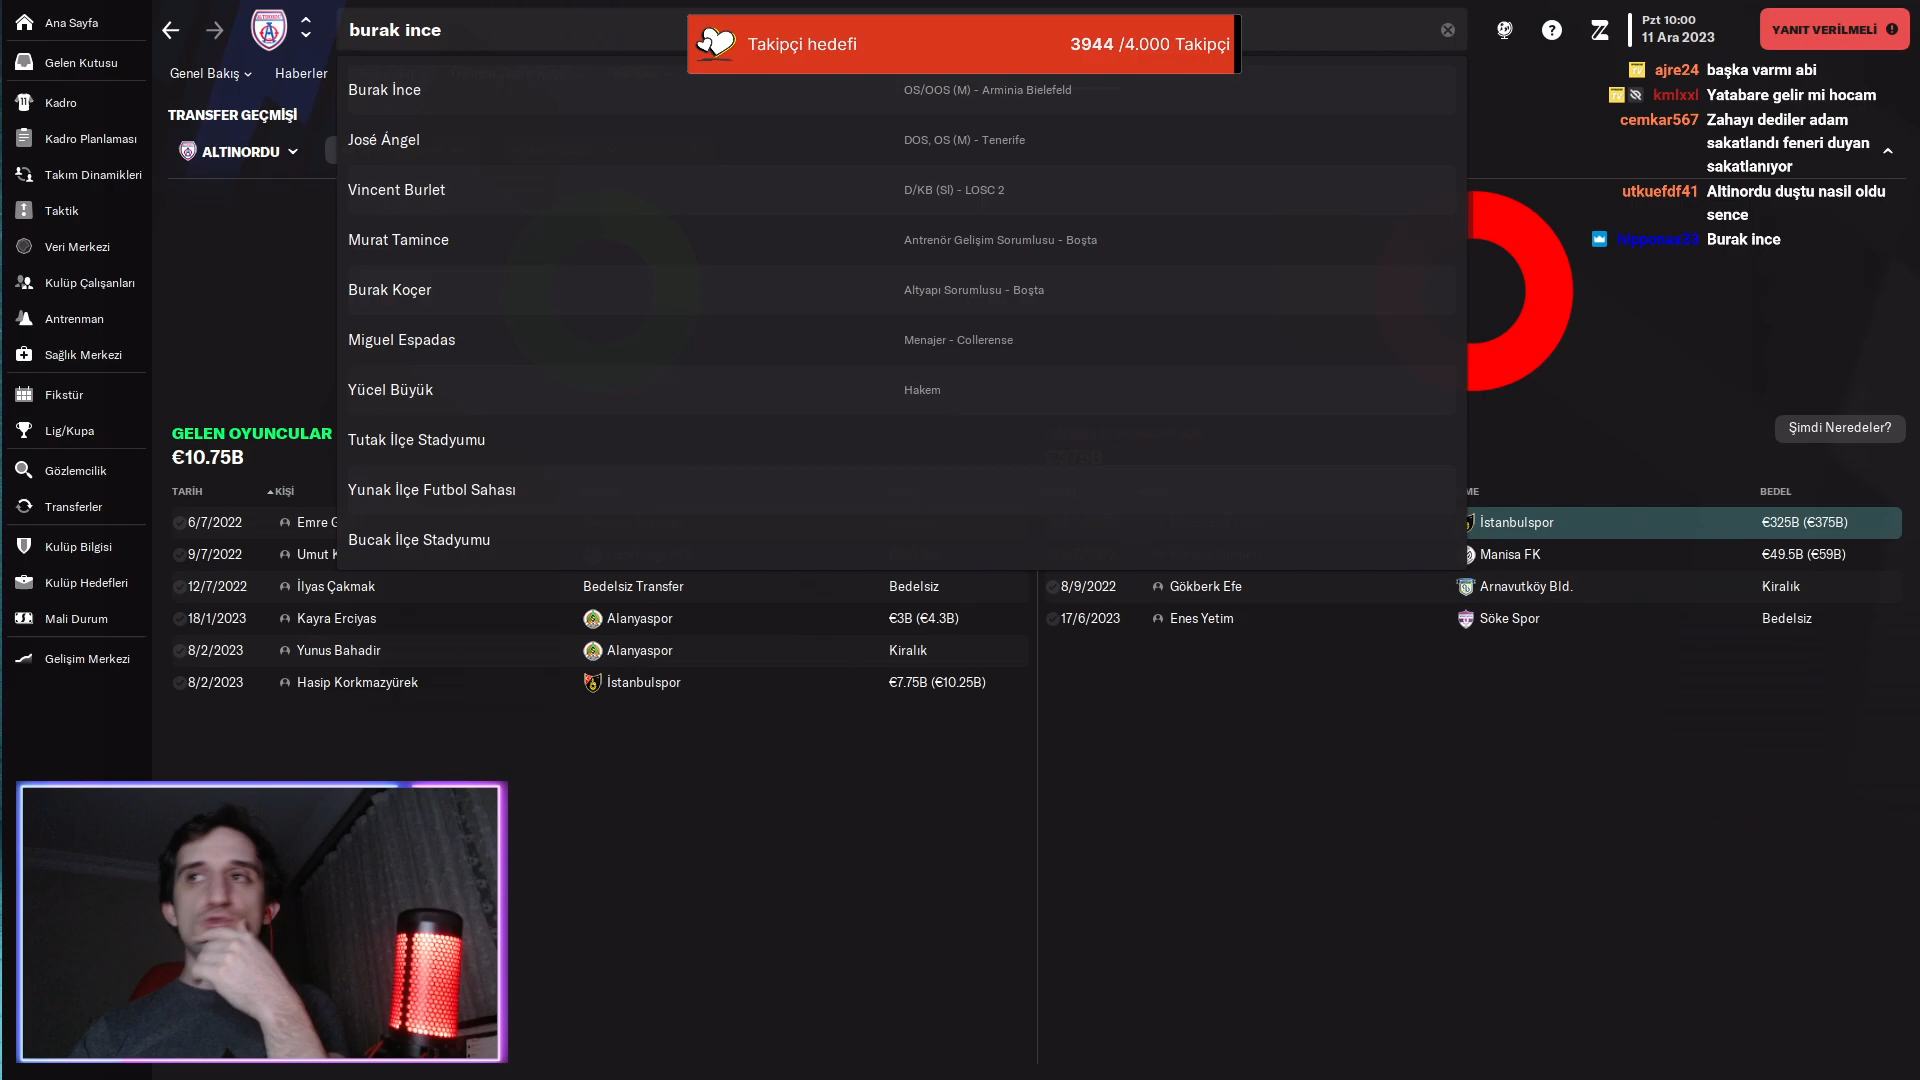 Ana Sayfa
Gelen Kutusu
Kadro
Kadro Planlaması
Takım Dinamikleri
Taktik
Veri Merkezi
Kulüp Çalışanları
Antrenman
Sağlık Merkezi
Fikstür
Lig/Kupa
Gözlemcilik
Transferler
Kulüp Bilgisi
Kulüp Hedefleri
Mali Durum
Gelişim Merkezi
burak ince
Takipçi hedefi 3944 /4.000 Takipçi
Pzt 10:00
11 Ara 2023
YANIT VERİLMELİ
Genel Bakış Haberler
TRANSFER GEÇMİŞİ
ALTINORDU
Burak İnce OS/OOS (M) - Arminia Bielefeld
José Ángel DOS, OS (M) - Tenerife
Vincent Burlet D/KB (Sl) - LOSC 2
Murat Tamince Antrenör Gelişim Sorumlusu - Boşta
Burak Koçer Altyapı Sorumlusu - Boşta
Miguel Espadas Menajer - Collerense
Yücel Büyük Hakem
Tutak İlçe Stadyumu
Yunak İlçe Futbol Sahası
Bucak İlçe Stadyumu
ajre24 başka varmı abi
kmlxxl Yatabare gelir mi hocam
cemkar567 Zahayı dediler adam
sakatlandı feneri duyan
sakatlanıyor
utkuefdf41 Altinordu duştu nasil oldu
sence
hipponax33 Burak ince
Şimdi Neredeler?
GELEN OYUNCULAR
€10.75B
TARİH KİŞİ
6/7/2022 Emre G
9/7/2022 Umut K
12/7/2022 İlyas Çakmak Bedelsiz Transfer Bedelsiz
18/1/2023 Kayra Erciyas Alanyaspor €3B (€4.3B)
8/2/2023 Yunus Bahadir Alanyaspor Kiralık
8/2/2023 Hasip Korkmazyürek İstanbulspor €7.75B (€10.25B)
ME BEDEL
İstanbulspor €325B (€375B)
Manisa FK €49.5B (€59B)
8/9/2022 Gökberk Efe Arnavutköy Bld. Kiralık
17/6/2023 Enes Yetim Söke Spor Bedelsiz